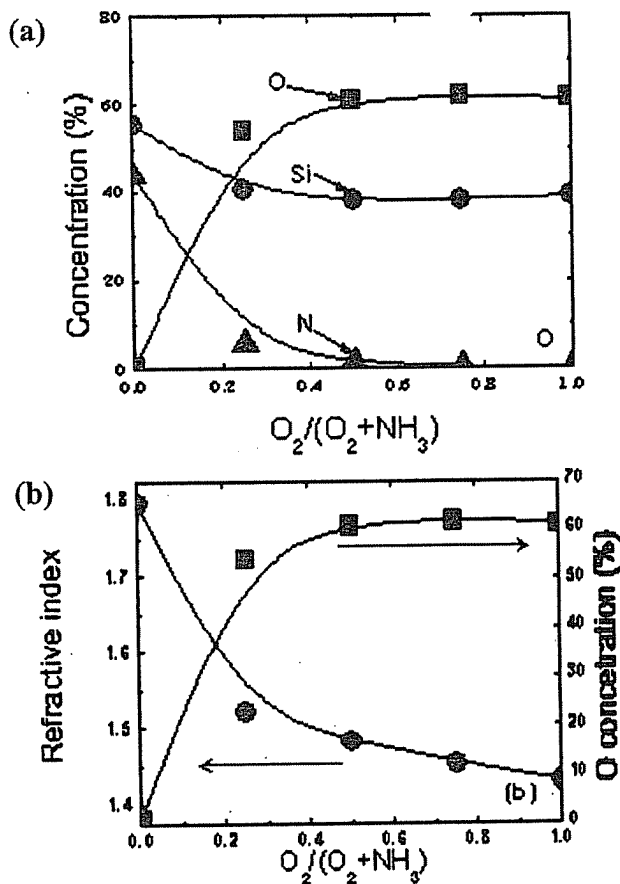 (a)
80
60
40
20
0
0.0 0.2 0.4 0.6 0.8 1.0
Concentration (%)
O
Si
N
O
O₂/(O₂+NH₃)
(b)
1.8
1.7
1.6
1.5
1.4
Refractive index
70
60
50
40
30
20
10
0
O concetration (%)
(b)
0.0 0.2 0.4 0.6 0.8 1.0
O₂/(O₂+NH₃)